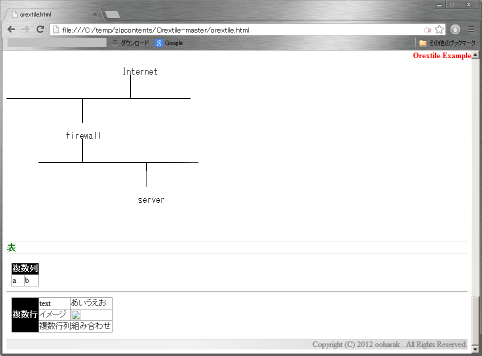 orextile.html
file:///C:/temp/zipcontents/Orextile-master/orextile.html
ダウンロード Google その他のブックマーク
Orextile Example
Internet
firewall
server
表
複数列
a b
複数行 text あいうえお
イメージ
複数行列組み合わせ
Copyright (C) 2012 ooharak . All Rights Reserved.